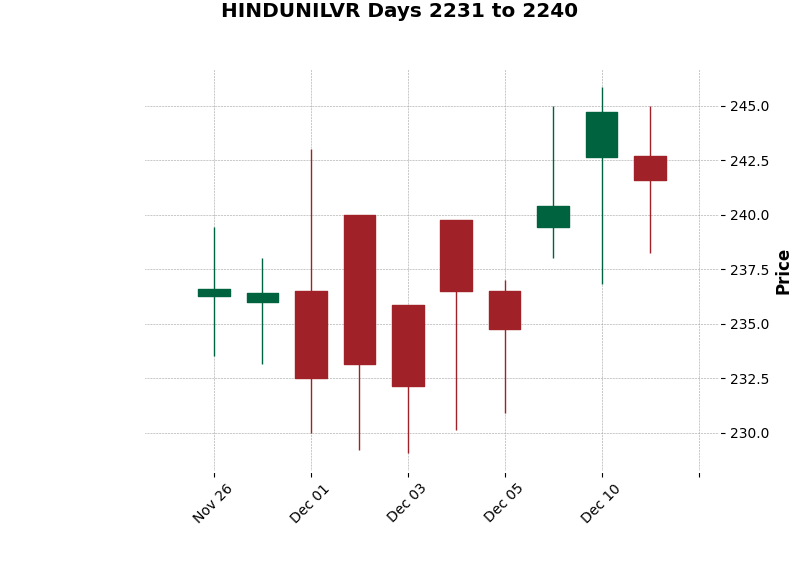 HINDUNILVR Days 2231 to 2240
245.0
242.5
240.0
237.5
235.0
232.5
230.0
Price
Nov 26
Dec 01
Dec 03
Dec 05
Dec 10